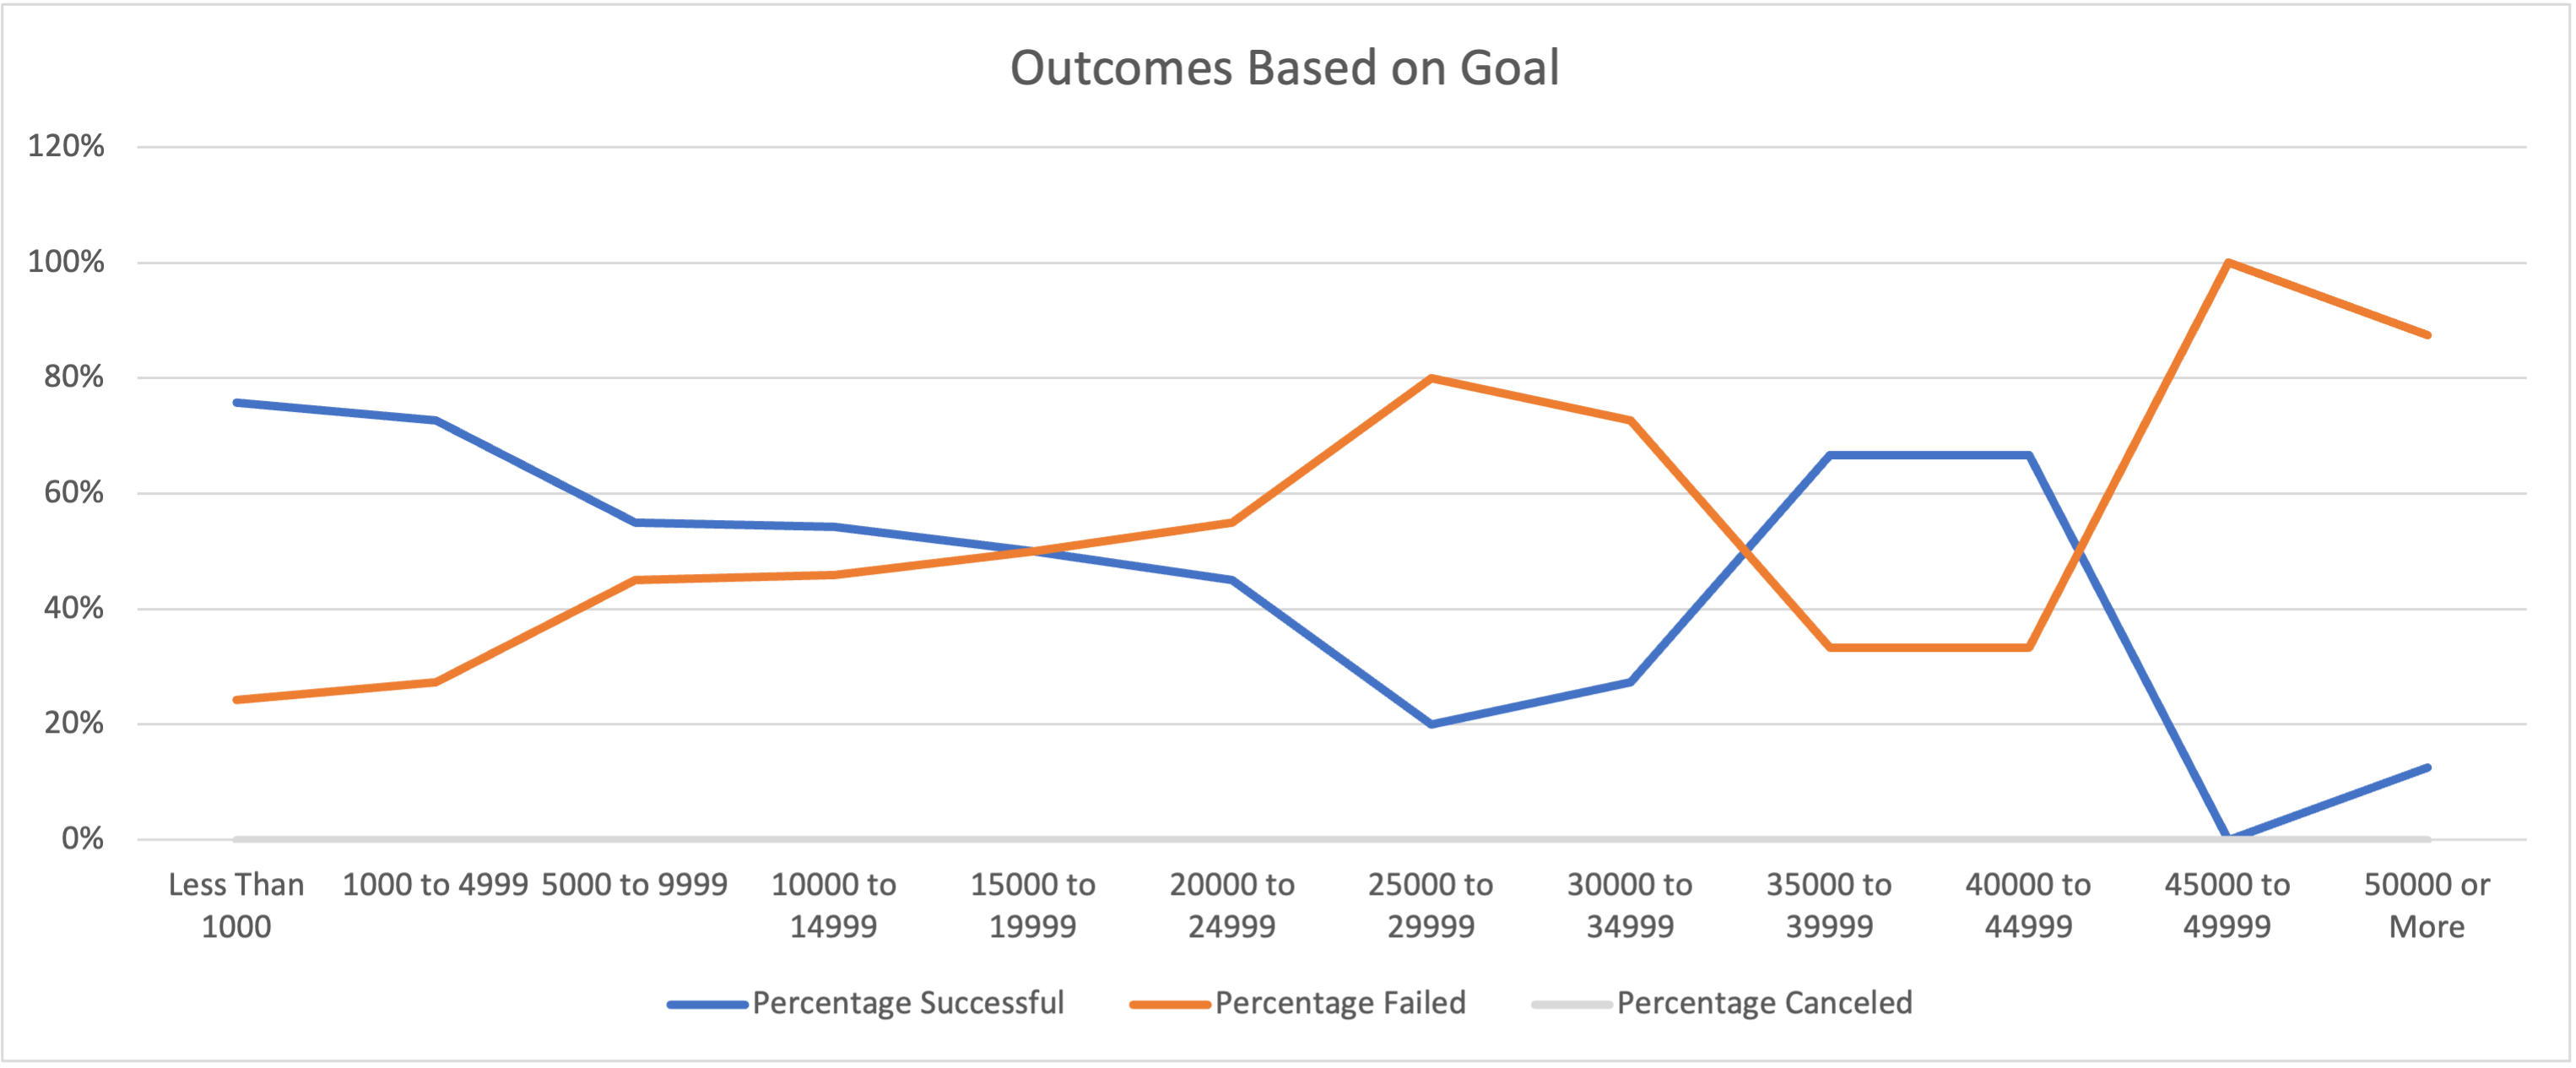 Outcomes Based on Goal
120%
100%
80%
60%
40%
20%
0%
Less Than 1000 to 4999 5000 to 9999 10000 to 15000 to 20000 to 25000 to 30000 to 35000 to 40000 to 45000 to 50000 or
1000 14999 19999 24999 29999 34999 39999 44999 49999 More
Percentage Successful Percentage Failed Percentage Canceled